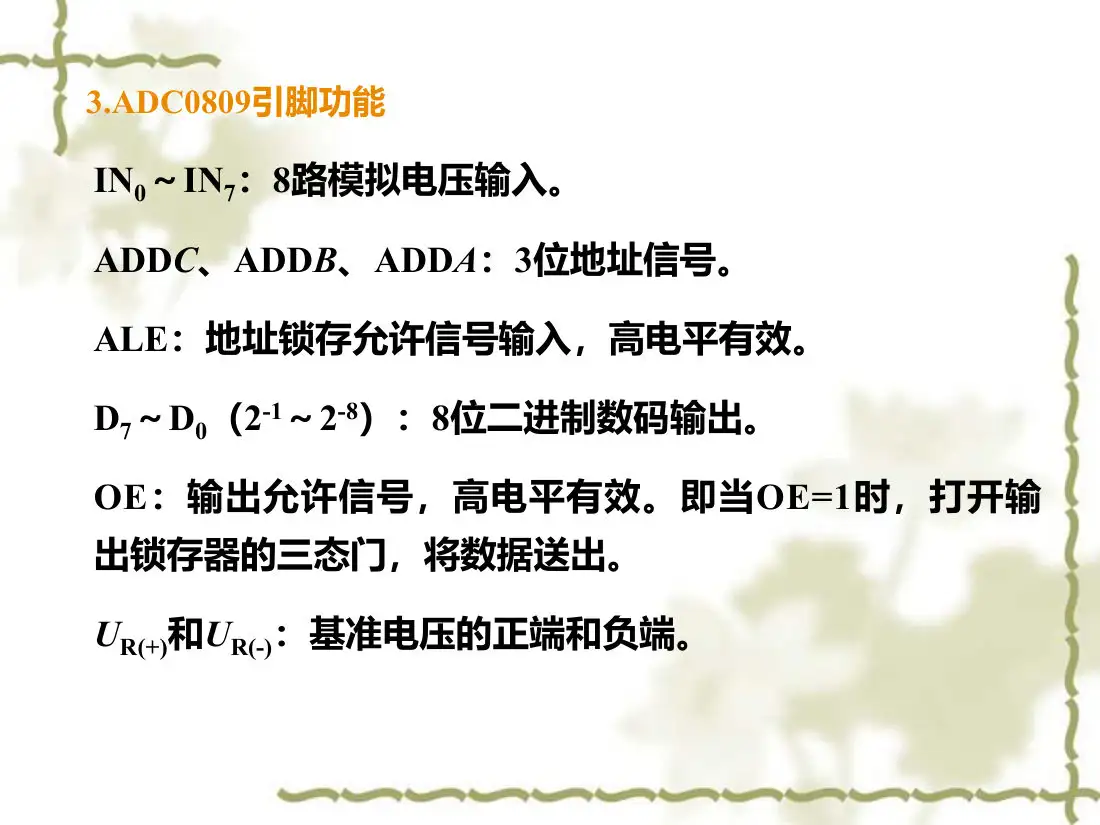 3.ADC0809引脚功能
IN0～IN7：8路模拟电压输入。
ADDC、ADDB、ADDA：3位地址信号。
ALE：地址锁存允许信号输入，高电平有效。
D7～D0（2-1～2-8）：8位二进制数码输出。
OE：输出允许信号，高电平有效。即当OE=1时，打开输
出锁存器的三态门，将数据送出。
UR(+)和UR(-)：基准电压的正端和负端。